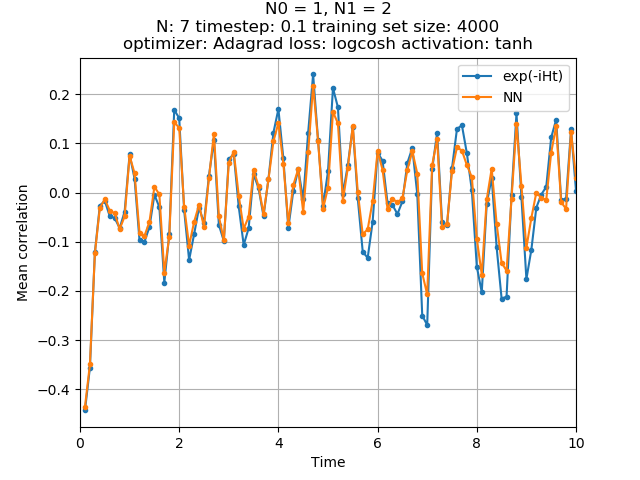 N0 = 1, N1 = 2
N: 7 timestep: 0.1 training set size: 4000
optimizer: Adagrad loss: logcosh activation: tanh
exp(-iHt)
NN
Mean correlation
0.2
0.1
0.0
−0.1
−0.2
−0.3
−0.4
0 2 4 6 8 10
Time